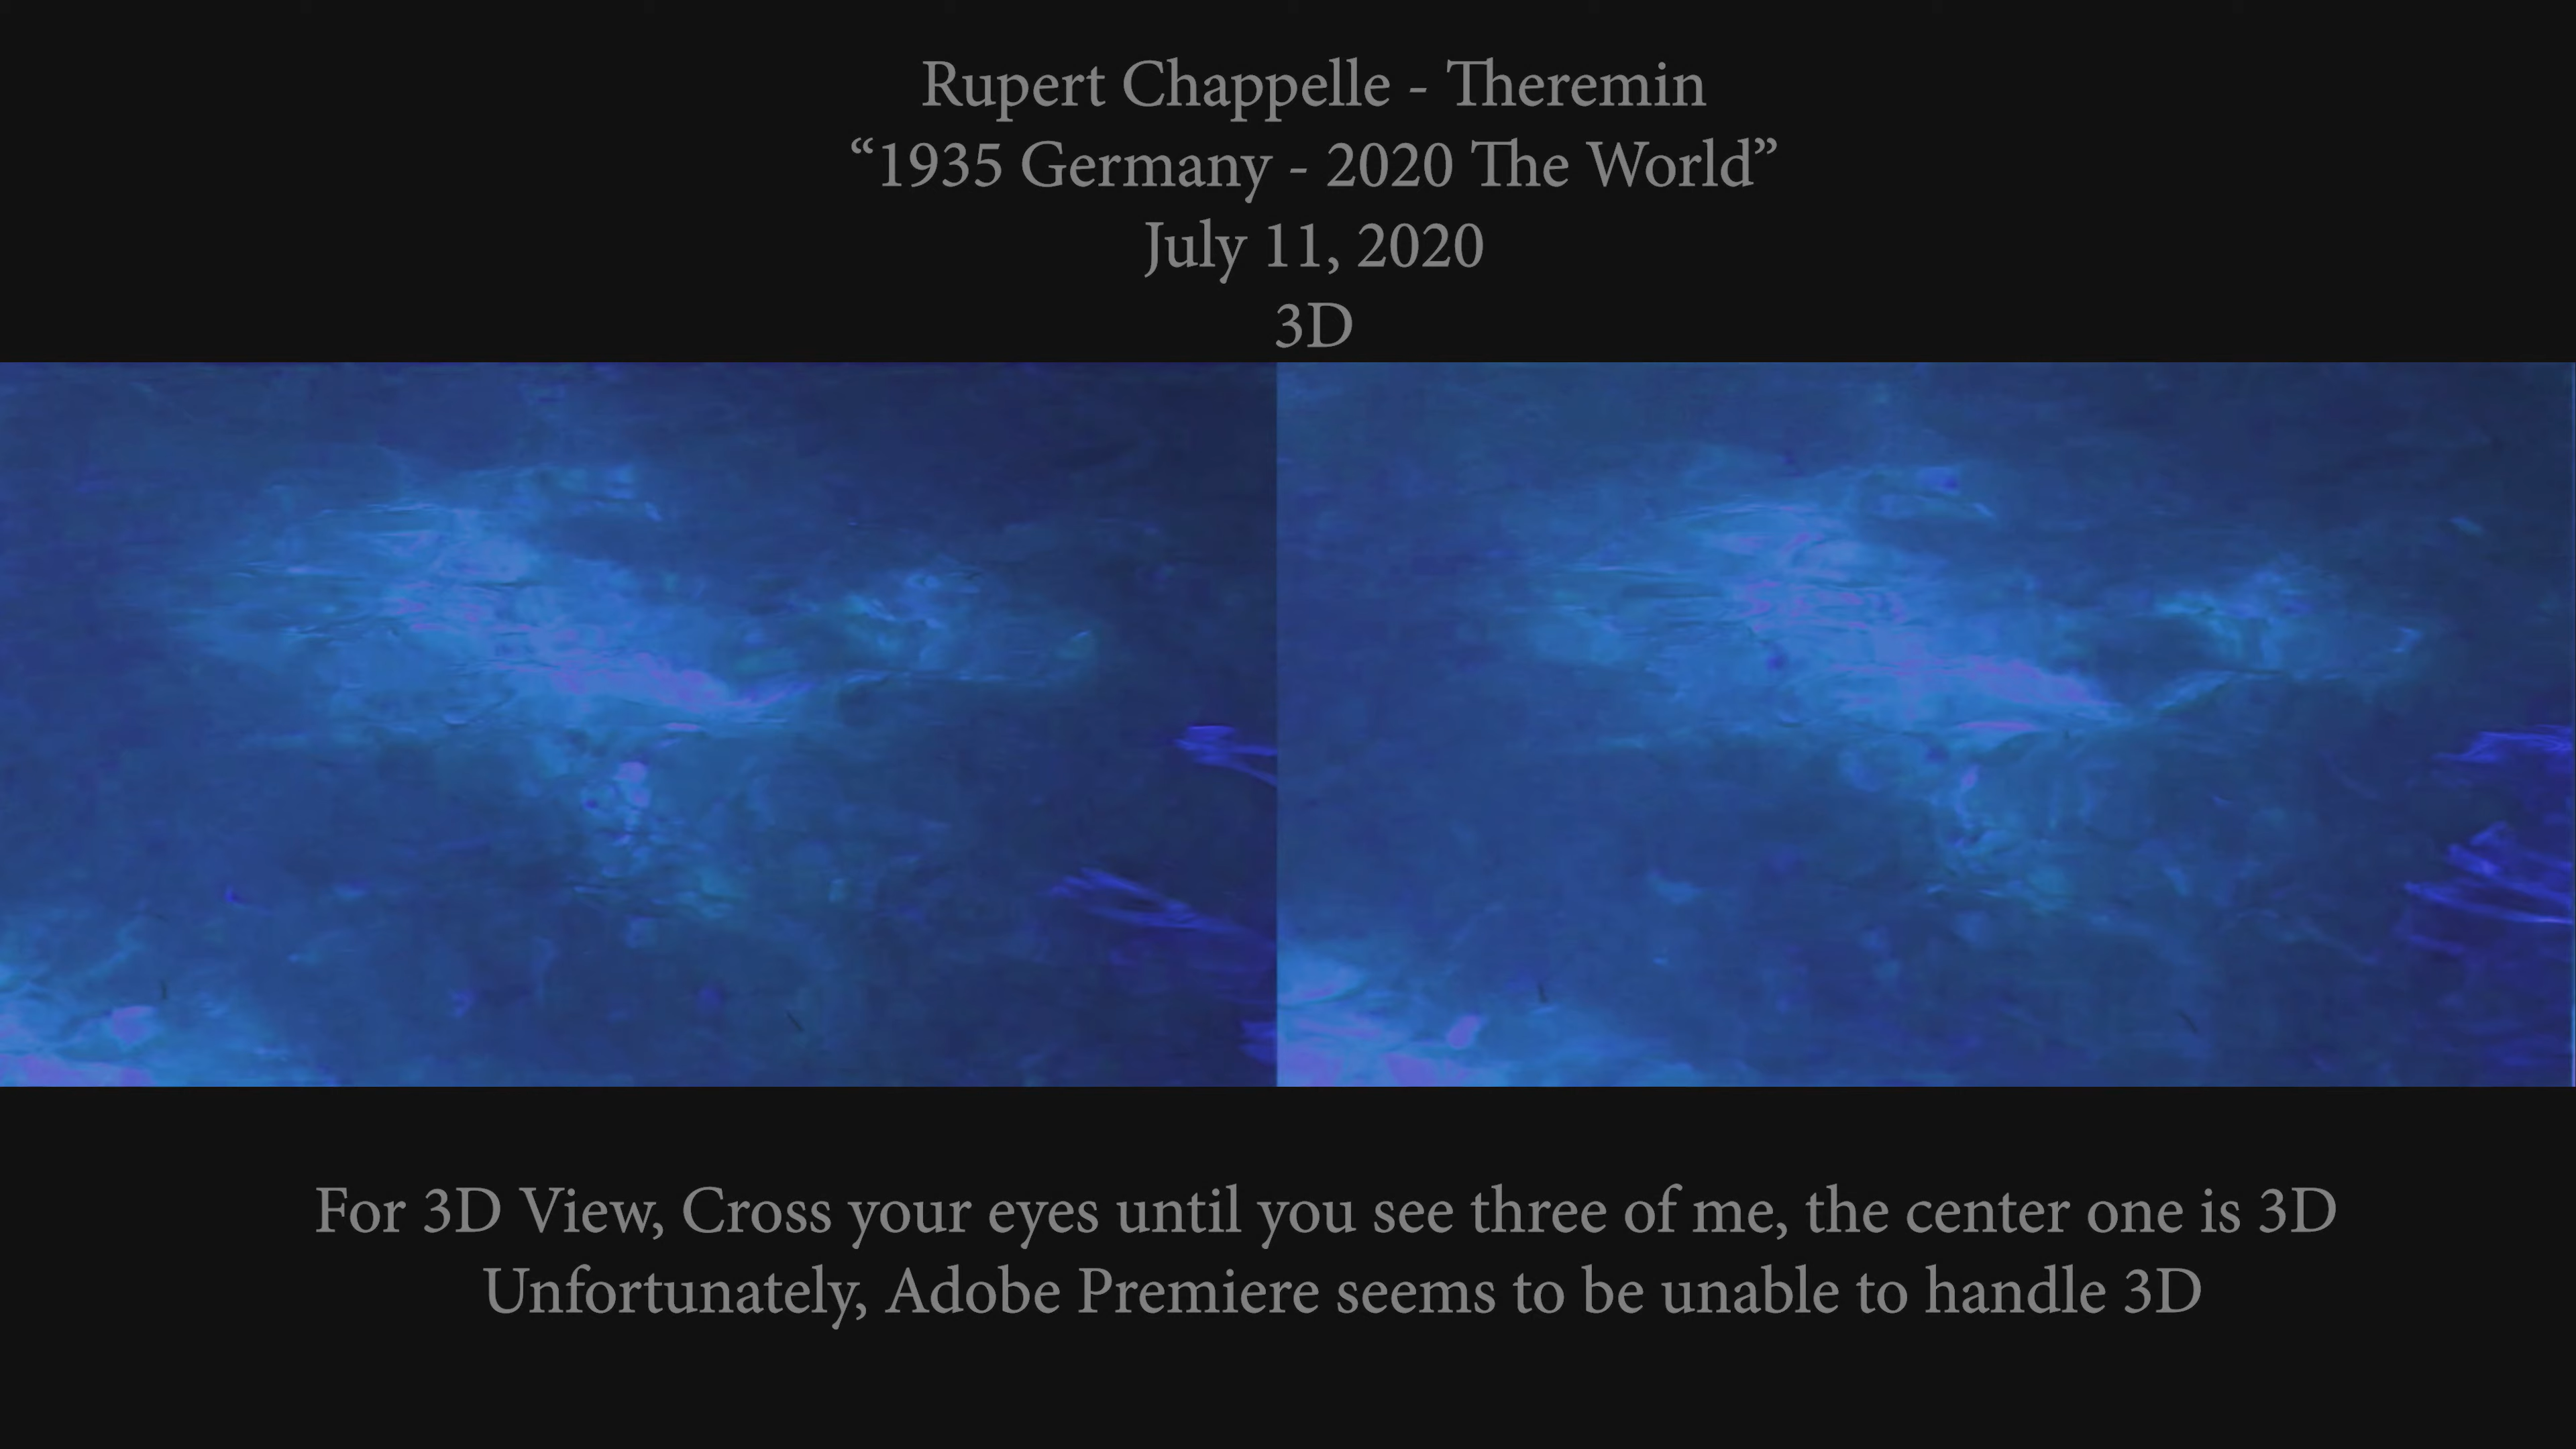 Rupert Chappelle - Theremin
“1935 Germany - 2020 The World”
July 11, 2020
3D
For 3D View, Cross your eyes until you see three of me, the center one is 3D
Unfortunately, Adobe Premiere seems to be unable to handle 3D